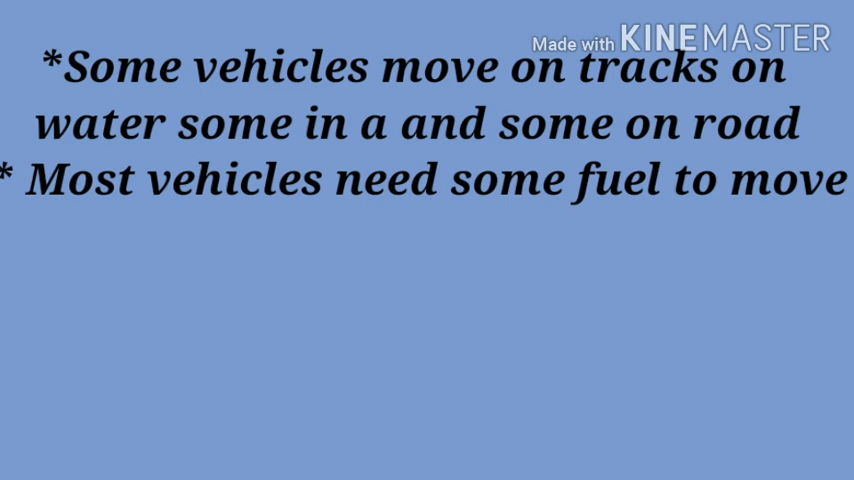 Made with KINEMASTER
*Some vehicles move on tracks on
water some in a and some on road
* Most vehicles need some fuel to move